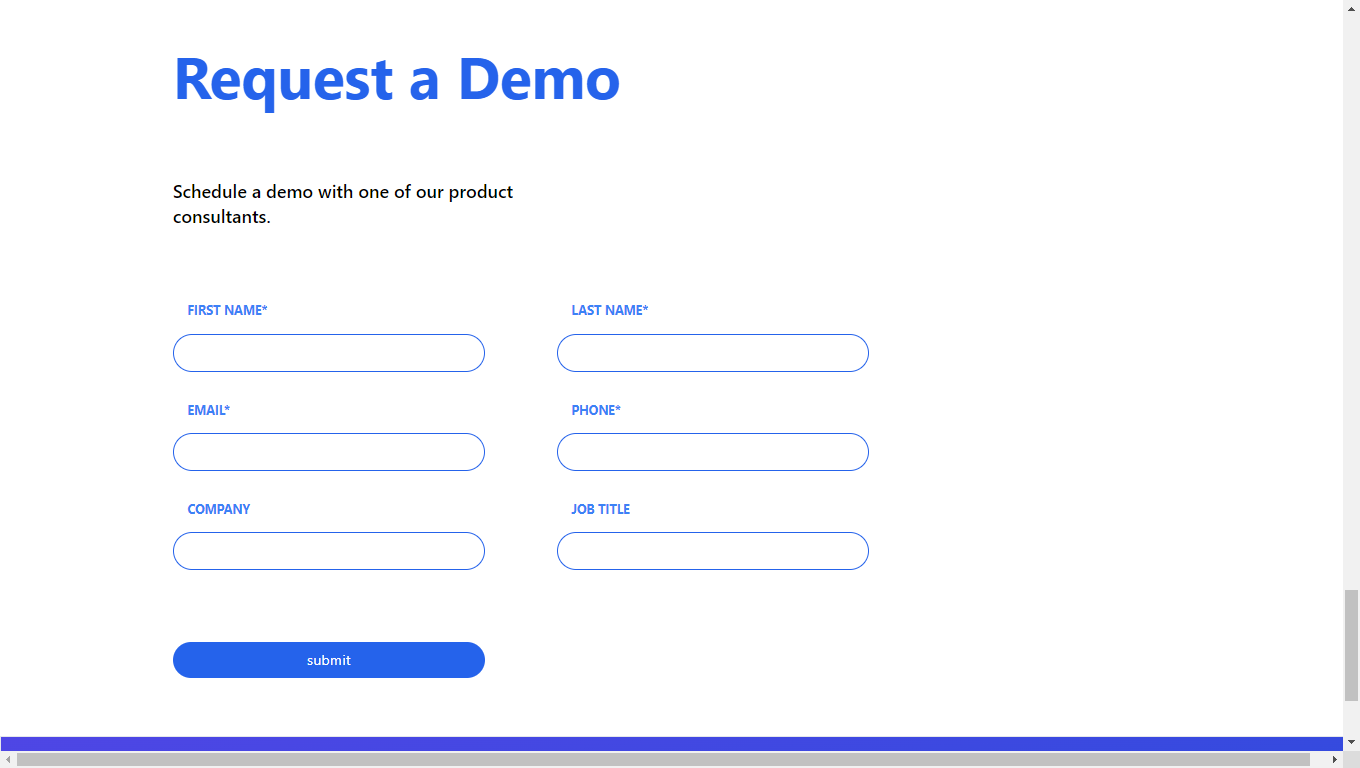 Request a Demo
Schedule a demo with one of our product
consultants.
FIRST NAME*
LAST NAME*
EMAIL*
PHONE*
COMPANY
JOB TITLE
submit